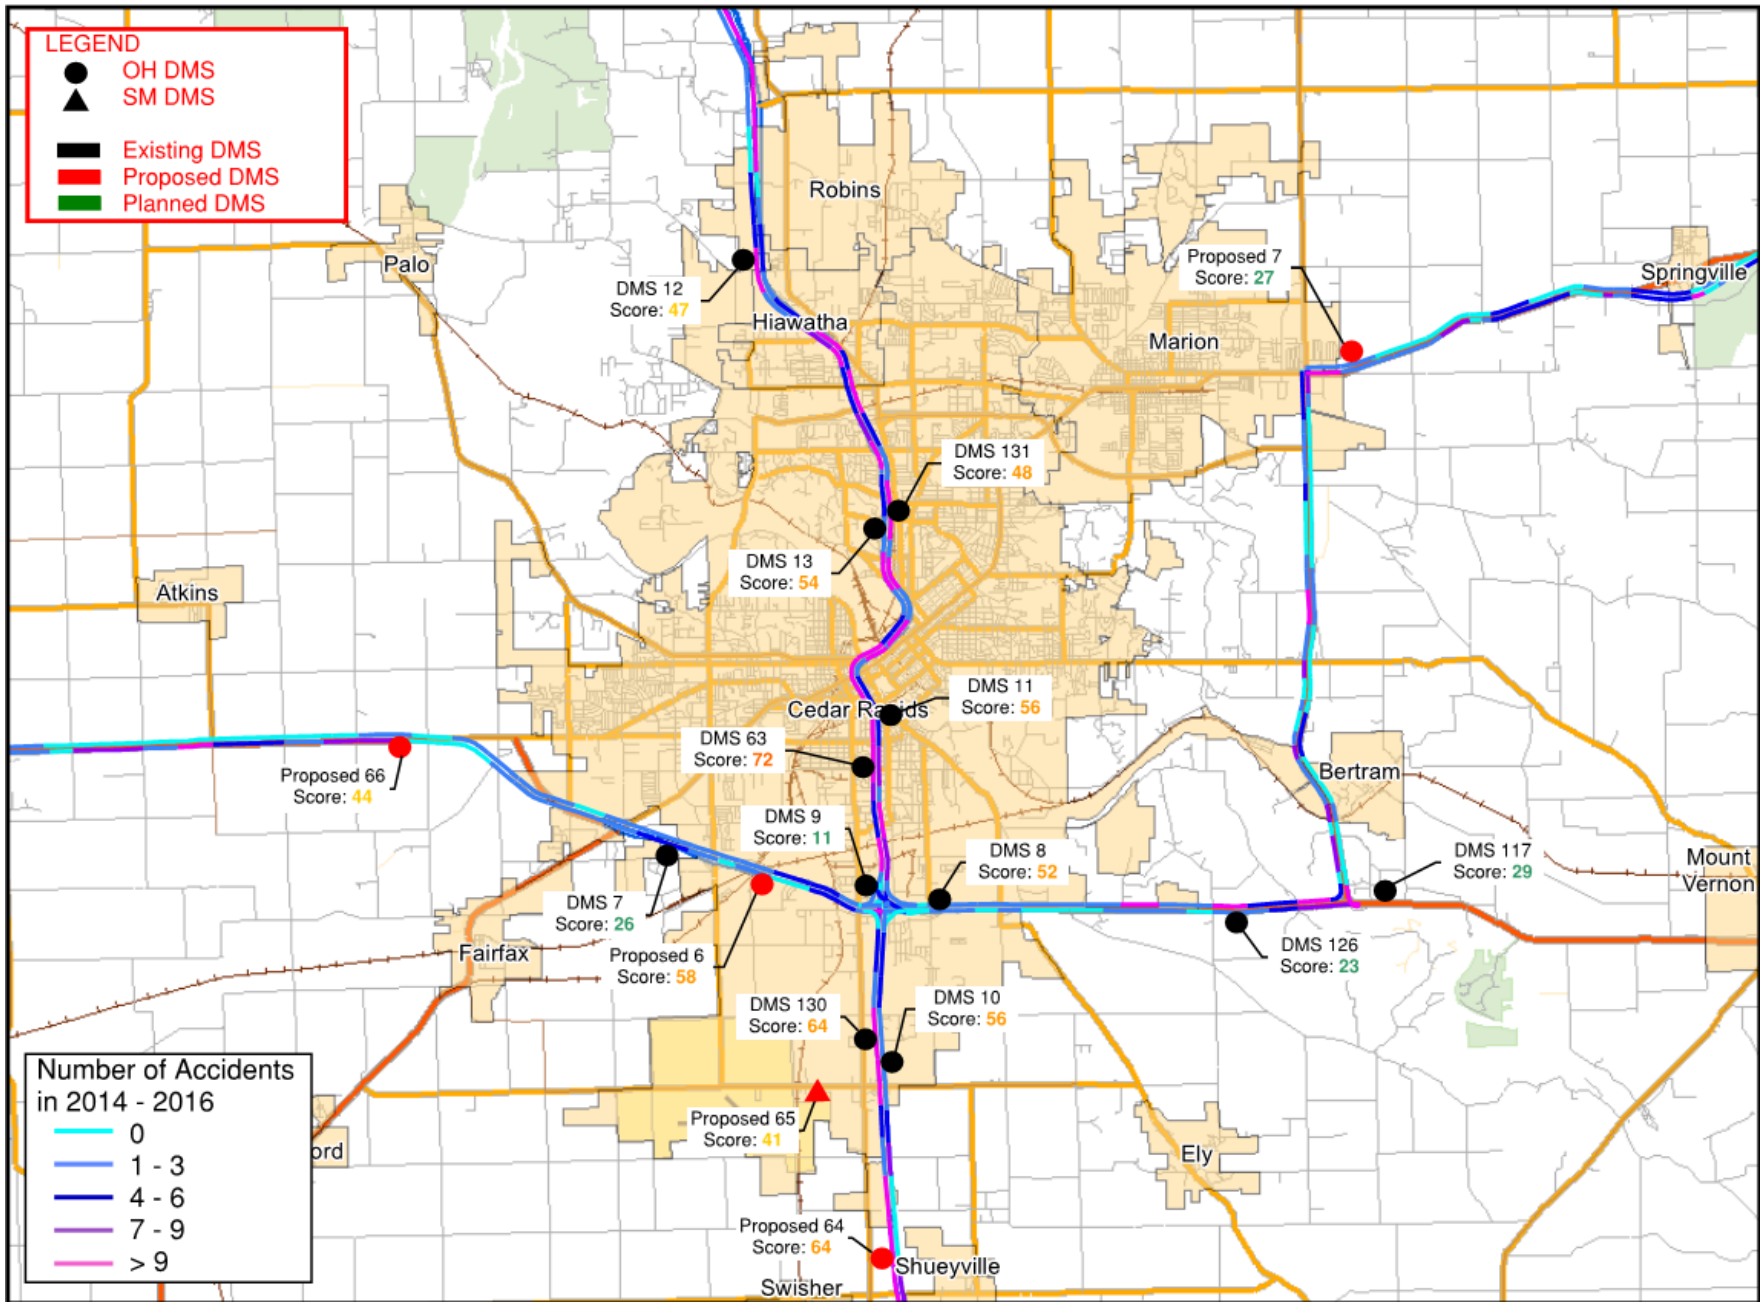 LEGEND
OH DMS
SM DMS
Existing DMS
Proposed DMS
Planned DMS
Robins
Palo
Proposed 7
Score: 27
Springville
DMS 12
Score: 47
Hiawatha
Marion
DMS 131
Score: 48
DMS 13
Score: 54
Atkins
DMS 11
Score: 56
Cedar Rapids
DMS 63
Score: 72
Proposed 66
Score: 44
Bertram
DMS 9
Score: 11
DMS 8
Score: 52
DMS 117
Score: 29
Mount
Vernon
DMS 7
Score: 26
Fairfax
Proposed 6
Score: 58
DMS 126
Score: 23
DMS 130
Score: 64
DMS 10
Score: 56
Number of Accidents
in 2014 - 2016
0
1 - 3
4 - 6
7 - 9
> 9
Proposed 65
Score: 41
ord
Ely
Proposed 64
Score: 64
Shueyville
Swisher